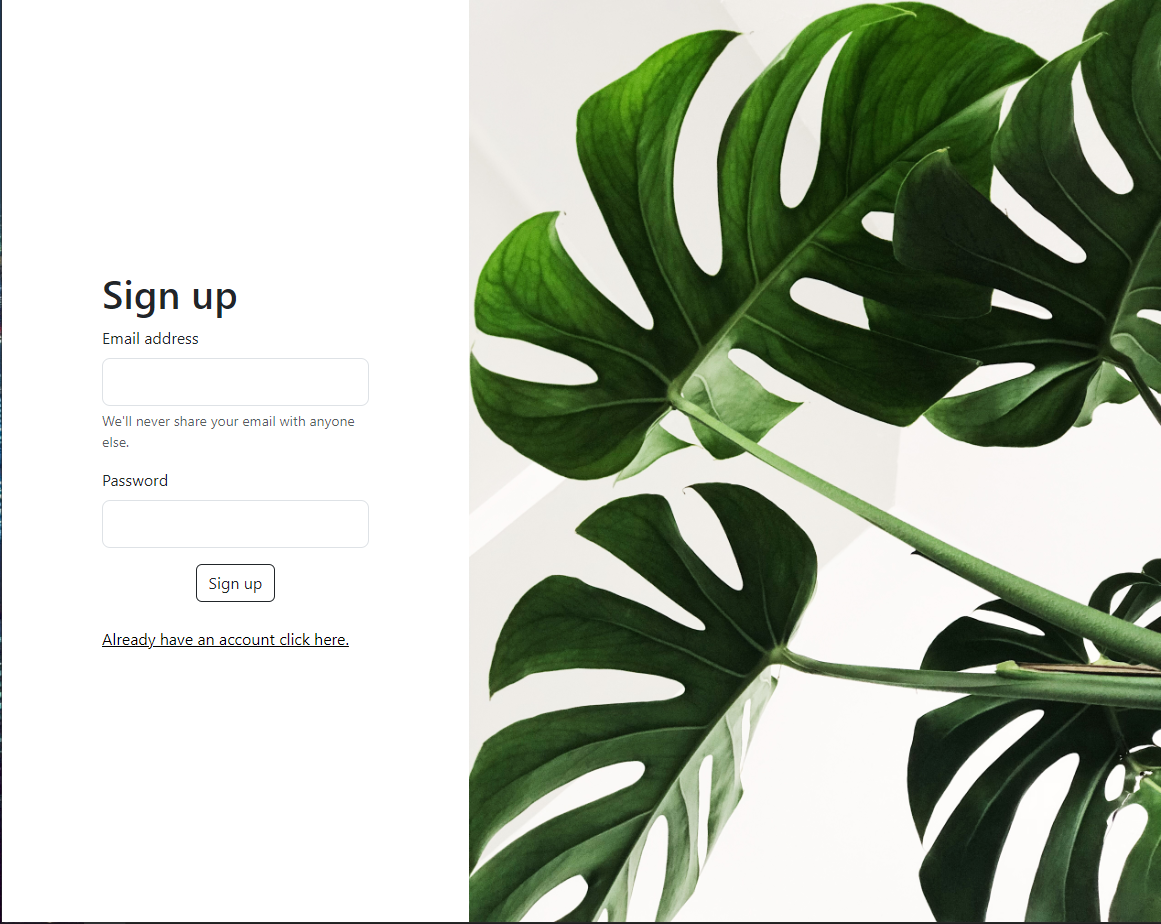 Sign up
Email address
We'll never share your email with anyone
else.
Password
Sign up
Already have an account click here.